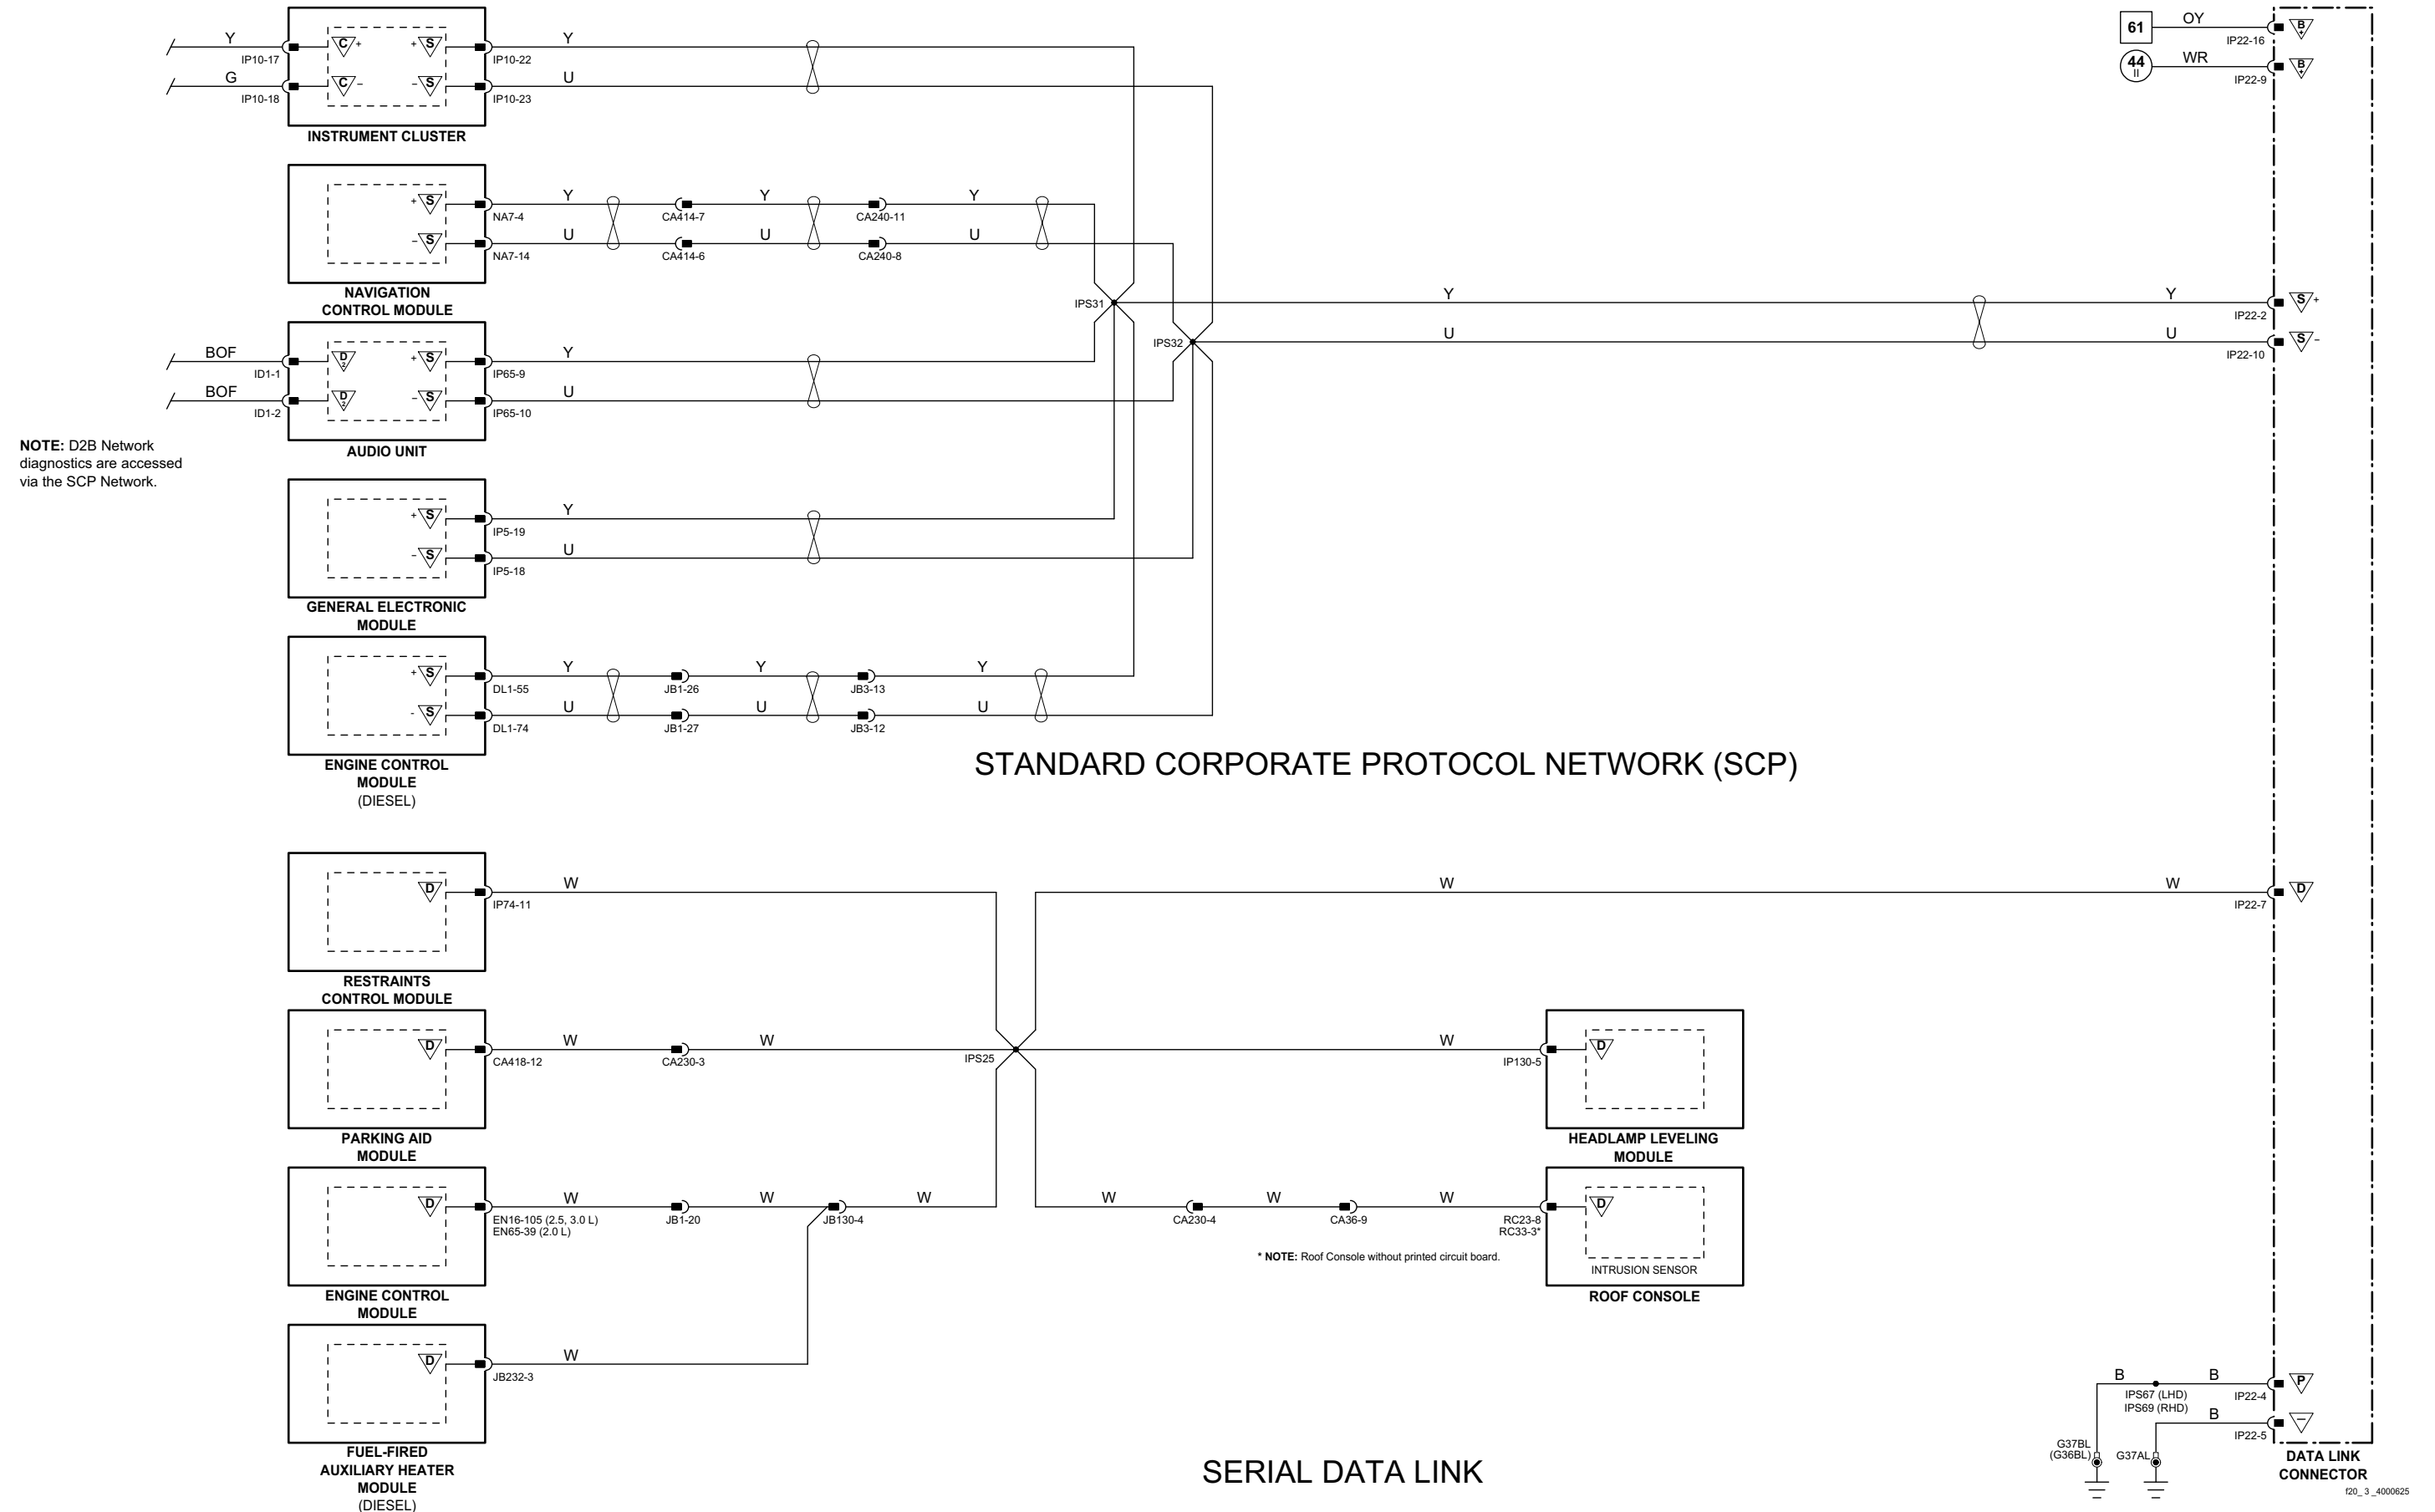 Y
IP10-17
G
IP10-18
C +
C –
+ S
– S
Y
IP10-22
U
IP10-23
INSTRUMENT CLUSTER
61
OY
IP22-16
B +
44
II
WR
IP22-9
B +
+ S
– S
Y
NA7-4
U
NA7-14
Y
CA414-7
U
CA414-6
Y
CA240-11
U
CA240-8
NAVIGATION
CONTROL MODULE
IPS31
IPS32
Y
Y
IP22-2
S +
U
U
IP22-10
S –
BOF
ID1-1
BOF
ID1-2
D 2
D 2
+ S
– S
Y
IP65-9
U
IP65-10
AUDIO UNIT
NOTE: D2B Network
diagnostics are accessed
via the SCP Network.
+ S
– S
Y
IP5-19
U
IP5-18
GENERAL ELECTRONIC
MODULE
+ S
- S
Y
DL1-55
U
DL1-74
Y
JB1-26
U
JB1-27
Y
JB3-13
U
JB3-12
ENGINE CONTROL
MODULE
(DIESEL)
STANDARD CORPORATE PROTOCOL NETWORK (SCP)
D
W
IP74-11
RESTRAINTS
CONTROL MODULE
W
W
IP22-7
D
D
W
CA418-12
W
CA230-3
IPS25
PARKING AID
MODULE
W
IP130-5
D
HEADLAMP LEVELING
MODULE
D
W
EN16-105 (2.5, 3.0 L)
EN65-39 (2.0 L)
W
JB1-20
W
JB130-4
ENGINE CONTROL
MODULE
W
CA230-4
W
CA36-9
W
RC23-8
RC33-3*
D
* NOTE: Roof Console without printed circuit board.
INTRUSION SENSOR
ROOF CONSOLE
D
W
JB232-3
FUEL-FIRED
AUXILIARY HEATER
MODULE
(DIESEL)
SERIAL DATA LINK
B
B
IPS67 (LHD)
IPS69 (RHD)
IP22-4
P
B
IP22-5
–
G37BL
(G36BL)
G37AL
DATA LINK
CONNECTOR
f20_ 3 _4000625